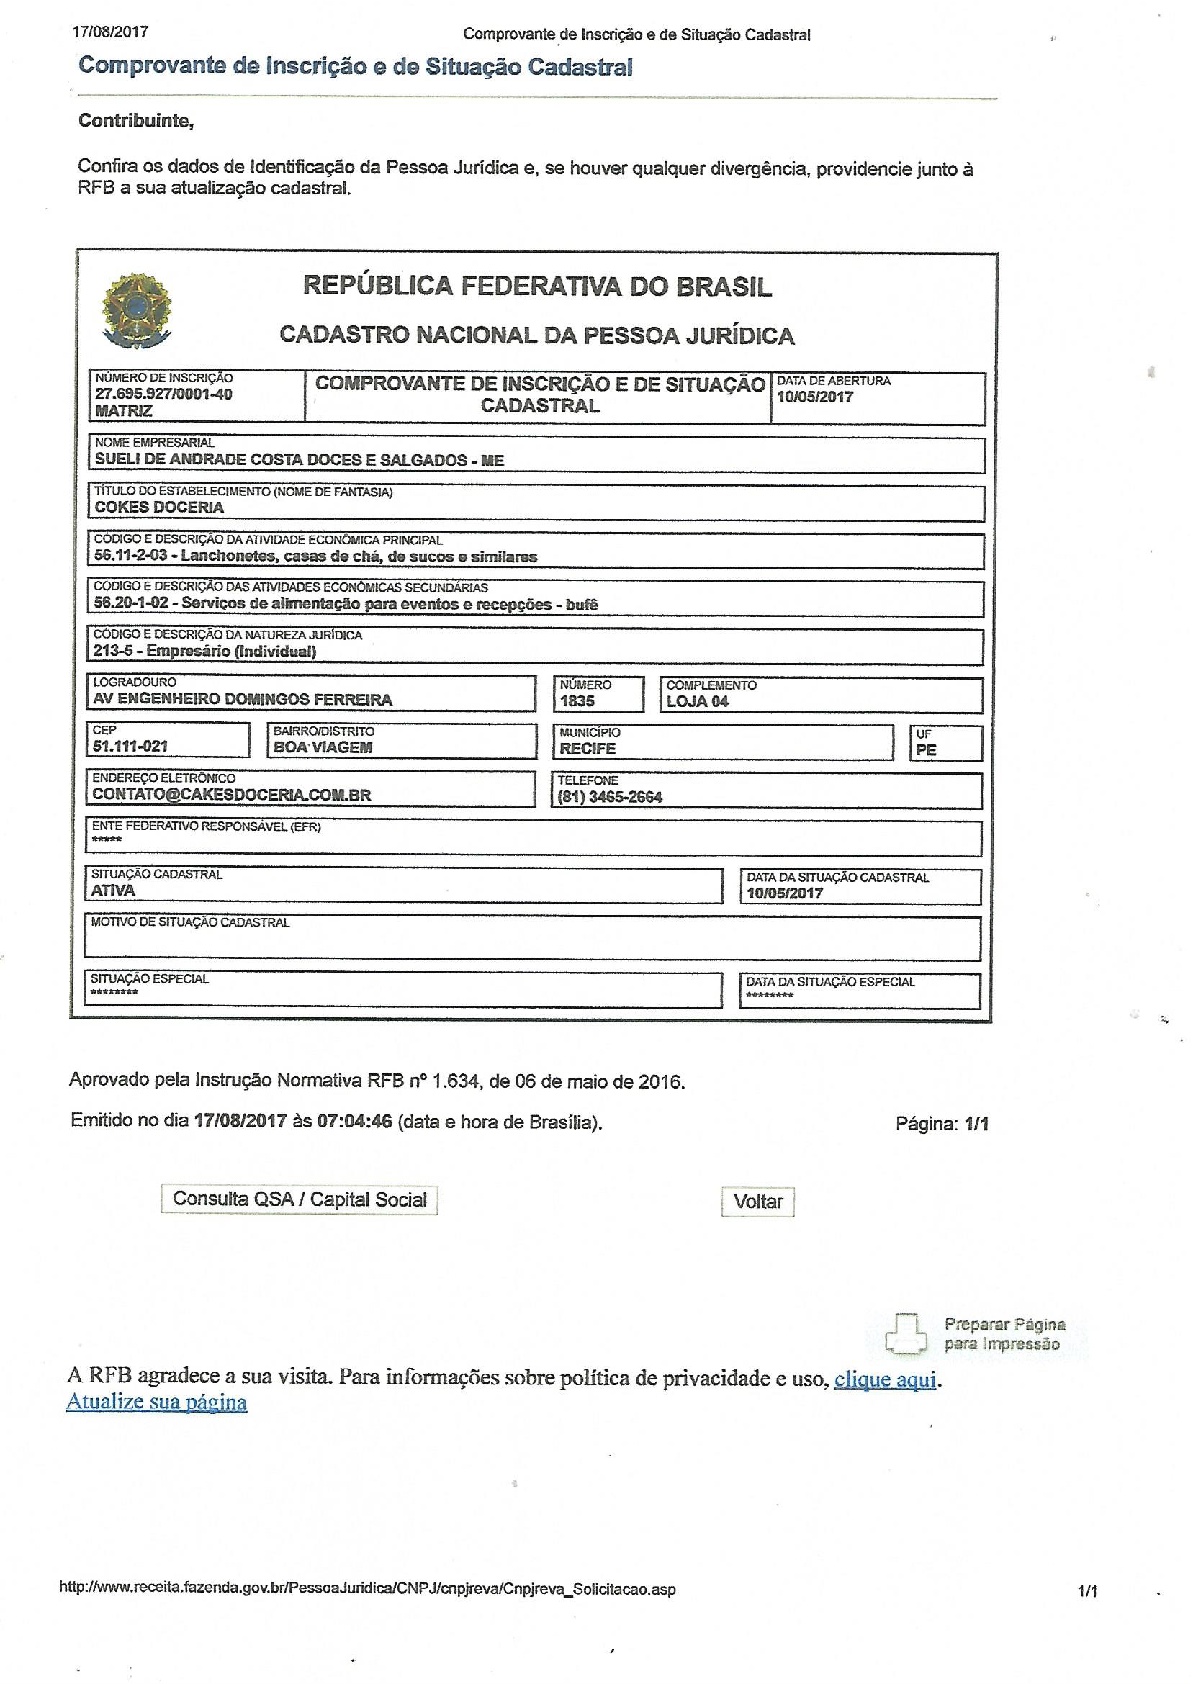 17/08/2017 Comprovante de Inscrição e de Situação Cadastral
Comprovante de Inscrição e de Situação Cadastral
Contribuinte,
Confira os dados de Identificação da Pessoa Jurídica e, se houver qualquer divergência, providencie junto à
RFB a sua atualização cadastral.
REPÚBLICA FEDERATIVA DO BRASIL
CADASTRO NACIONAL DA PESSOA JURÍDICA
NÚMERO DE INSCRIÇÃO
27.695.927/0001-40
MATRIZ
COMPROVANTE DE INSCRIÇÃO E DE SITUAÇÃO
CADASTRAL
DATA DE ABERTURA
10/05/2017
NOME EMPRESARIAL
SUELI DE ANDRADE COSTA DOCES E SALGADOS - ME
TÍTULO DO ESTABELECIMENTO (NOME DE FANTASIA)
COKES DOCERIA
CÓDIGO E DESCRIÇÃO DA ATIVIDADE ECONÔMICA PRINCIPAL
56.11-2-03 - Lanchonetes, casas de chá, de sucos e similares
CÓDIGO E DESCRIÇÃO DAS ATIVIDADES ECONÔMICAS SECUNDÁRIAS
56.20-1-02 - Serviços de alimentação para eventos e recepções - bufê
CÓDIGO E DESCRIÇÃO DA NATUREZA JURÍDICA
213-5 - Empresário (Individual)
LOGRADOURO
AV ENGENHEIRO DOMINGOS FERREIRA
NÚMERO
1835
COMPLEMENTO
LOJA 04
CEP
51.111-021
BAIRRO/DISTRITO
BOA VIAGEM
MUNICÍPIO
RECIFE
UF
PE
ENDEREÇO ELETRÔNICO
CONTATO@CAKESDOCERIA.COM.BR
TELEFONE
(81) 3465-2664
ENTE FEDERATIVO RESPONSÁVEL (EFR)
*****
SITUAÇÃO CADASTRAL
ATIVA
DATA DA SITUAÇÃO CADASTRAL
10/05/2017
MOTIVO DE SITUAÇÃO CADASTRAL
SITUAÇÃO ESPECIAL
********
DATA DA SITUAÇÃO ESPECIAL
********
Aprovado pela Instrução Normativa RFB nº 1.634, de 06 de maio de 2016.
Emitido no dia 17/08/2017 às 07:04:46 (data e hora de Brasília). Página: 1/1
Consulta QSA / Capital Social Voltar
Preparar Página
para Impressão
A RFB agradece a sua visita. Para informações sobre política de privacidade e uso, clique aqui.
Atualize sua página
http://www.receita.fazenda.gov.br/PessoaJuridica/CNPJ/cnpjreva/Cnpjreva_Solicitacao.asp 1/1